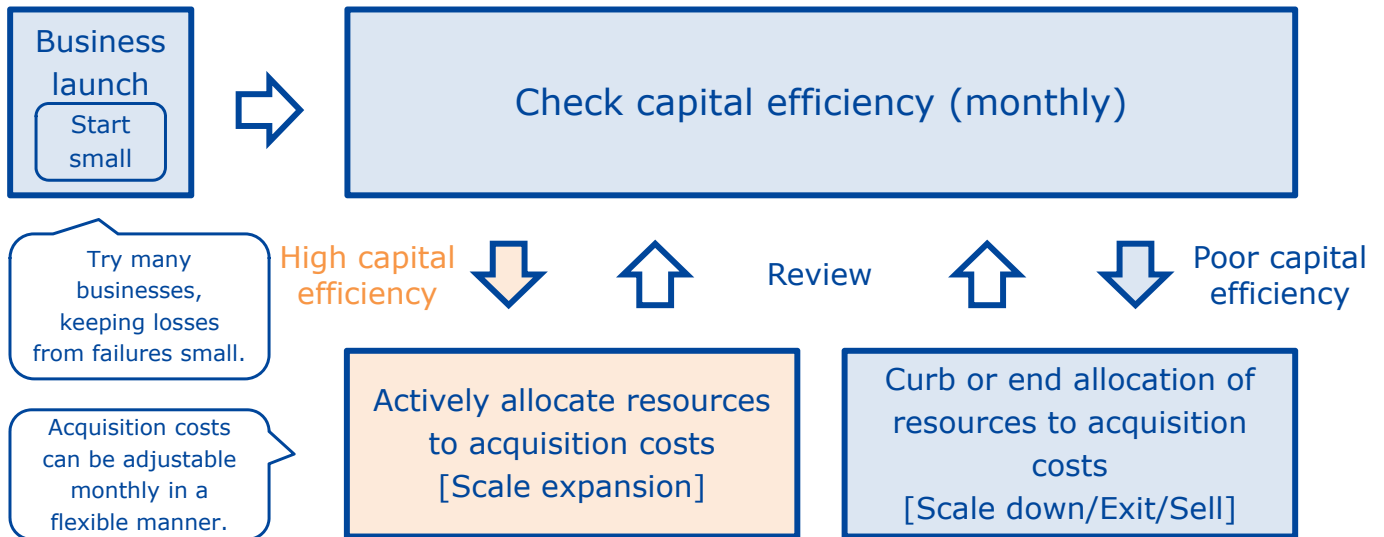 Business
launch
Start
small
Check capital efficiency (monthly)
Try many
businesses,
keeping losses
from failures small.
High capital
efficiency
Review
Poor capital
efficiency
Acquisition costs
can be adjustable
monthly in a
flexible manner.
Actively allocate resources
to acquisition costs
[Scale expansion]
Curb or end allocation of
resources to acquisition
costs
[Scale down/Exit/Sell]